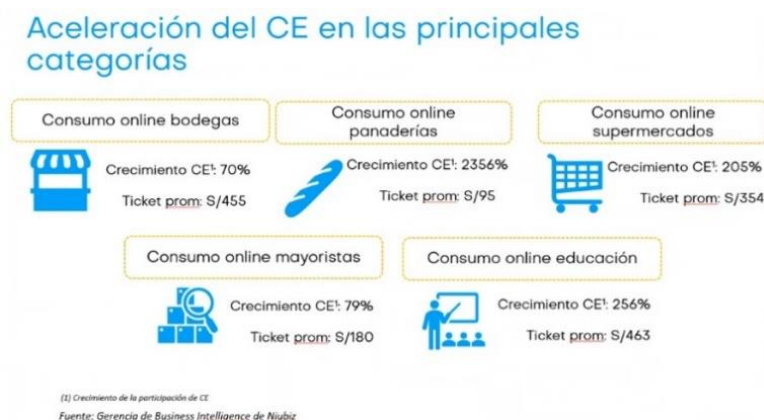 Aceleración del CE en las principales
categorías
Consumo online bodegas
Crecimiento CE¹: 70%
Ticket prom: S/455
Consumo online
panaderías
Crecimiento CE¹: 2356%
Ticket prom: S/95
Consumo online
supermercados
Crecimiento CE¹: 205%
Ticket prom: S/354
Consumo online mayoristas
Crecimiento CE¹: 79%
Ticket prom: S/180
Consumo online educación
Crecimiento CE¹: 256%
Ticket prom: S/463
(1) Crecimiento de la participación de CE
Fuente: Gerencia de Business Intelligence de Niubiz